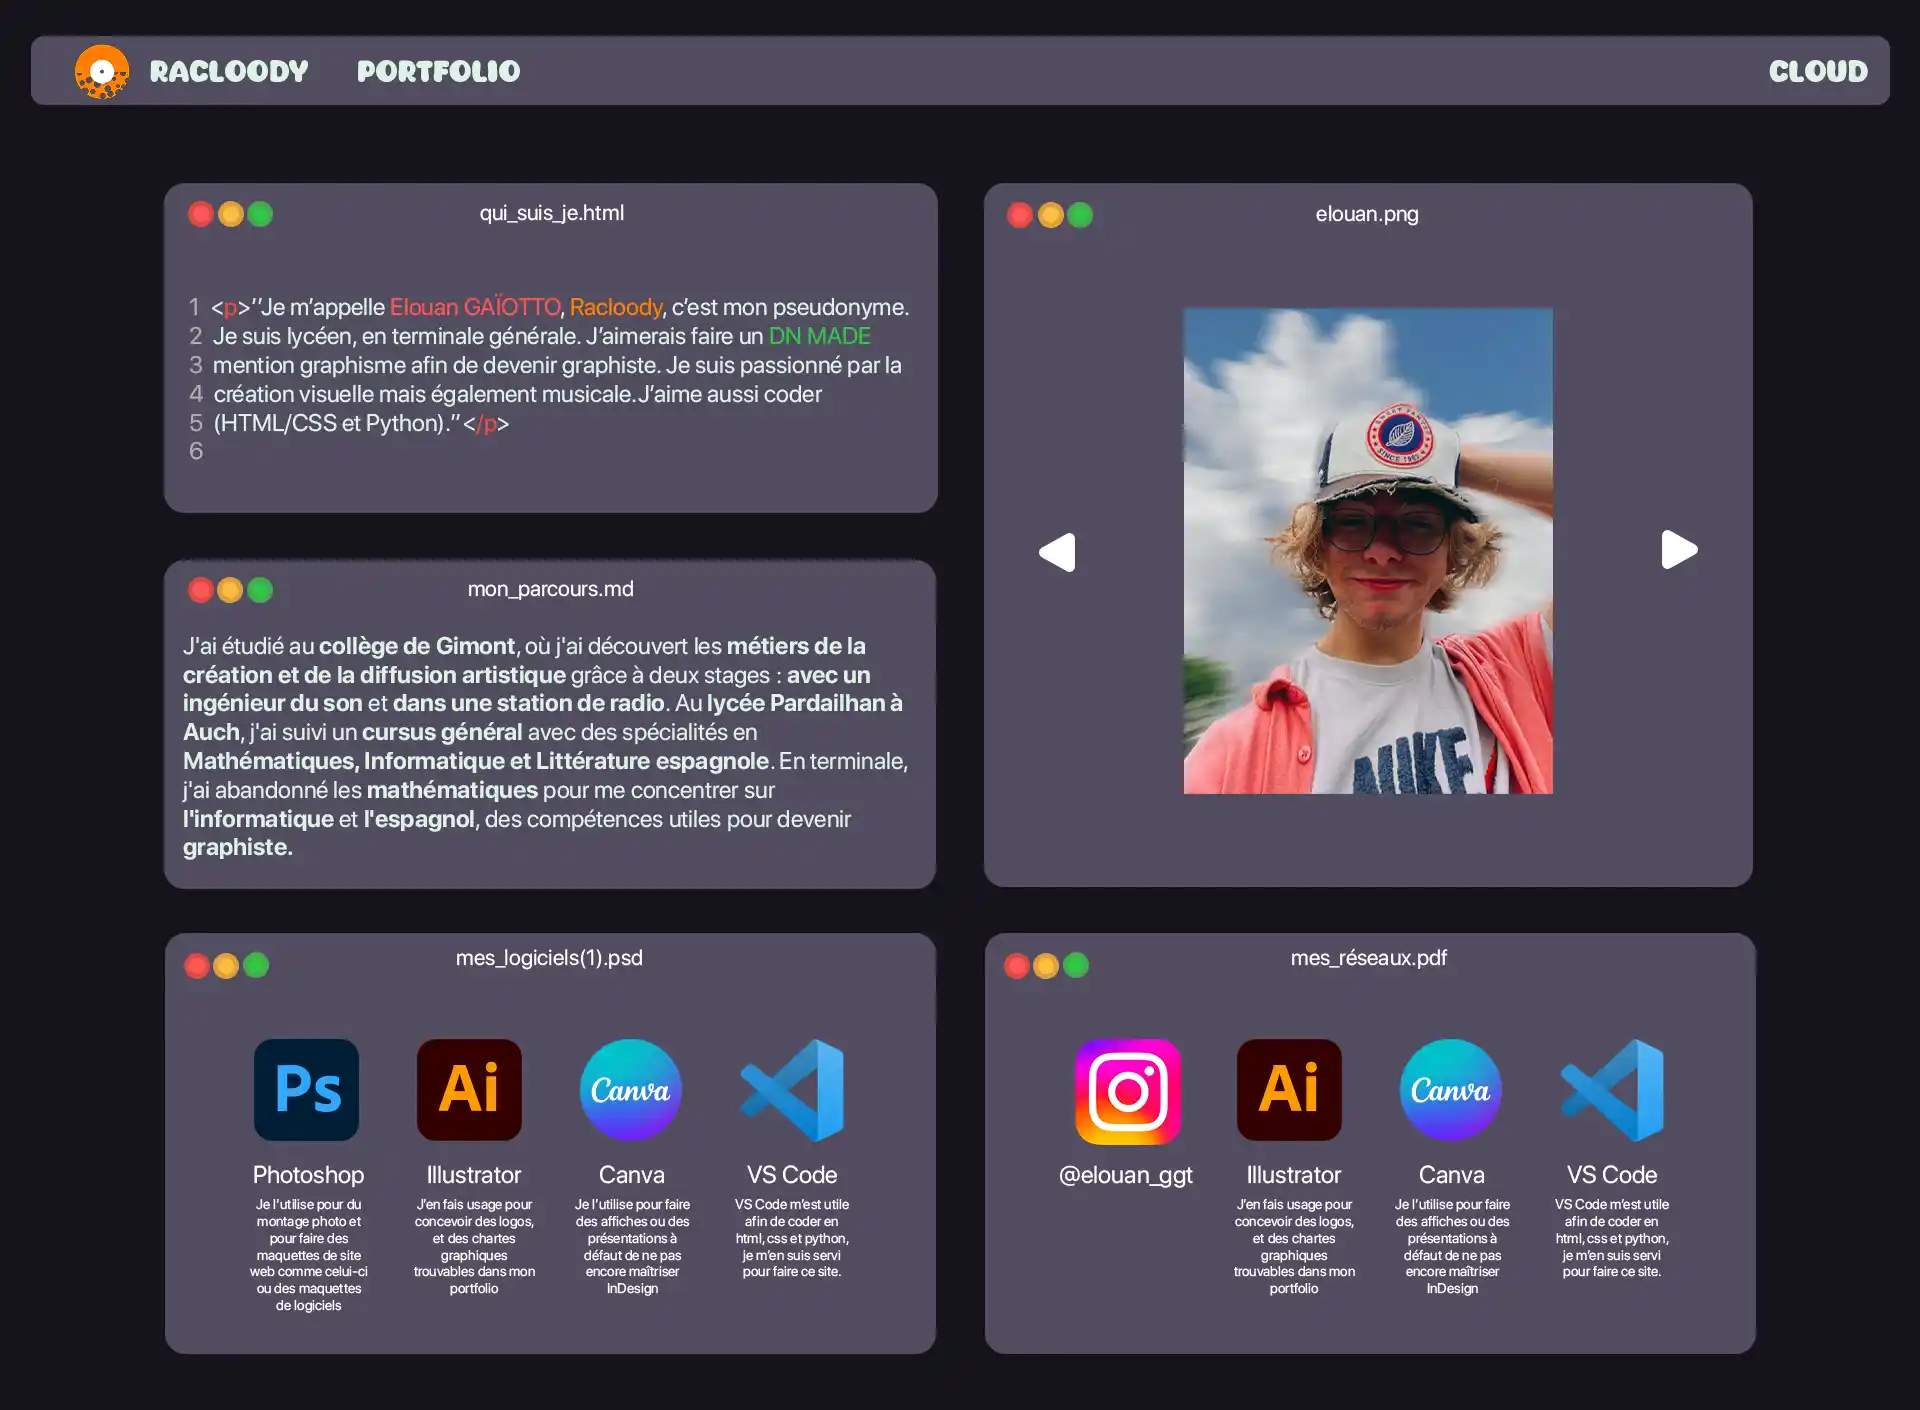 RACLOODY PORTFOLIO CLOUD
qui_suis_je.html
1 <p>‘‘Je m’appelle Elouan GAÏOTTO, Racloody, c’est mon pseudonyme.
2 Je suis lycéen, en terminale générale. J’aimerais faire un DN MADE
3 mention graphisme afin de devenir graphiste. Je suis passionné par la
4 création visuelle mais également musicale.J’aime aussi coder
5 (HTML/CSS et Python).’’</p>
6
elouan.png
SINCE 1982
NUKE
mon_parcours.md
J'ai étudié au collège de Gimont, où j'ai découvert les métiers de la
création et de la diffusion artistique grâce à deux stages : avec un
ingénieur du son et dans une station de radio. Au lycée Pardailhan à
Auch, j'ai suivi un cursus général avec des spécialités en
Mathématiques, Informatique et Littérature espagnole. En terminale,
j'ai abandonné les mathématiques pour me concentrer sur
l'informatique et l'espagnol, des compétences utiles pour devenir
graphiste.
mes_logiciels(1).psd
Ps
Photoshop
Je l’utilise pour du
montage photo et
pour faire des
maquettes de site
web comme celui-ci
ou des maquettes
de logiciels
Ai
Illustrator
J’en fais usage pour
concevoir des logos,
et des chartes
graphiques
trouvables dans mon
portfolio
Canva
Canva
Je l’utilise pour faire
des affiches ou des
présentations à
défaut de ne pas
encore maîtriser
InDesign
VS Code
VS Code m’est utile
afin de coder en
html, css et python,
je m’en suis servi
pour faire ce site.
mes_réseaux.pdf
@elouan_ggt
Ai
Illustrator
J’en fais usage pour
concevoir des logos,
et des chartes
graphiques
trouvables dans mon
portfolio
Canva
Canva
Je l’utilise pour faire
des affiches ou des
présentations à
défaut de ne pas
encore maîtriser
InDesign
VS Code
VS Code m’est utile
afin de coder en
html, css et python,
je m’en suis servi
pour faire ce site.